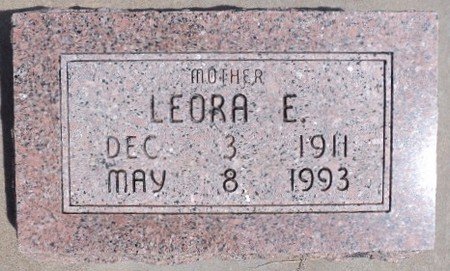 MOTHER
LEORA E.
DEC 3 1911
MAY 8, 1993